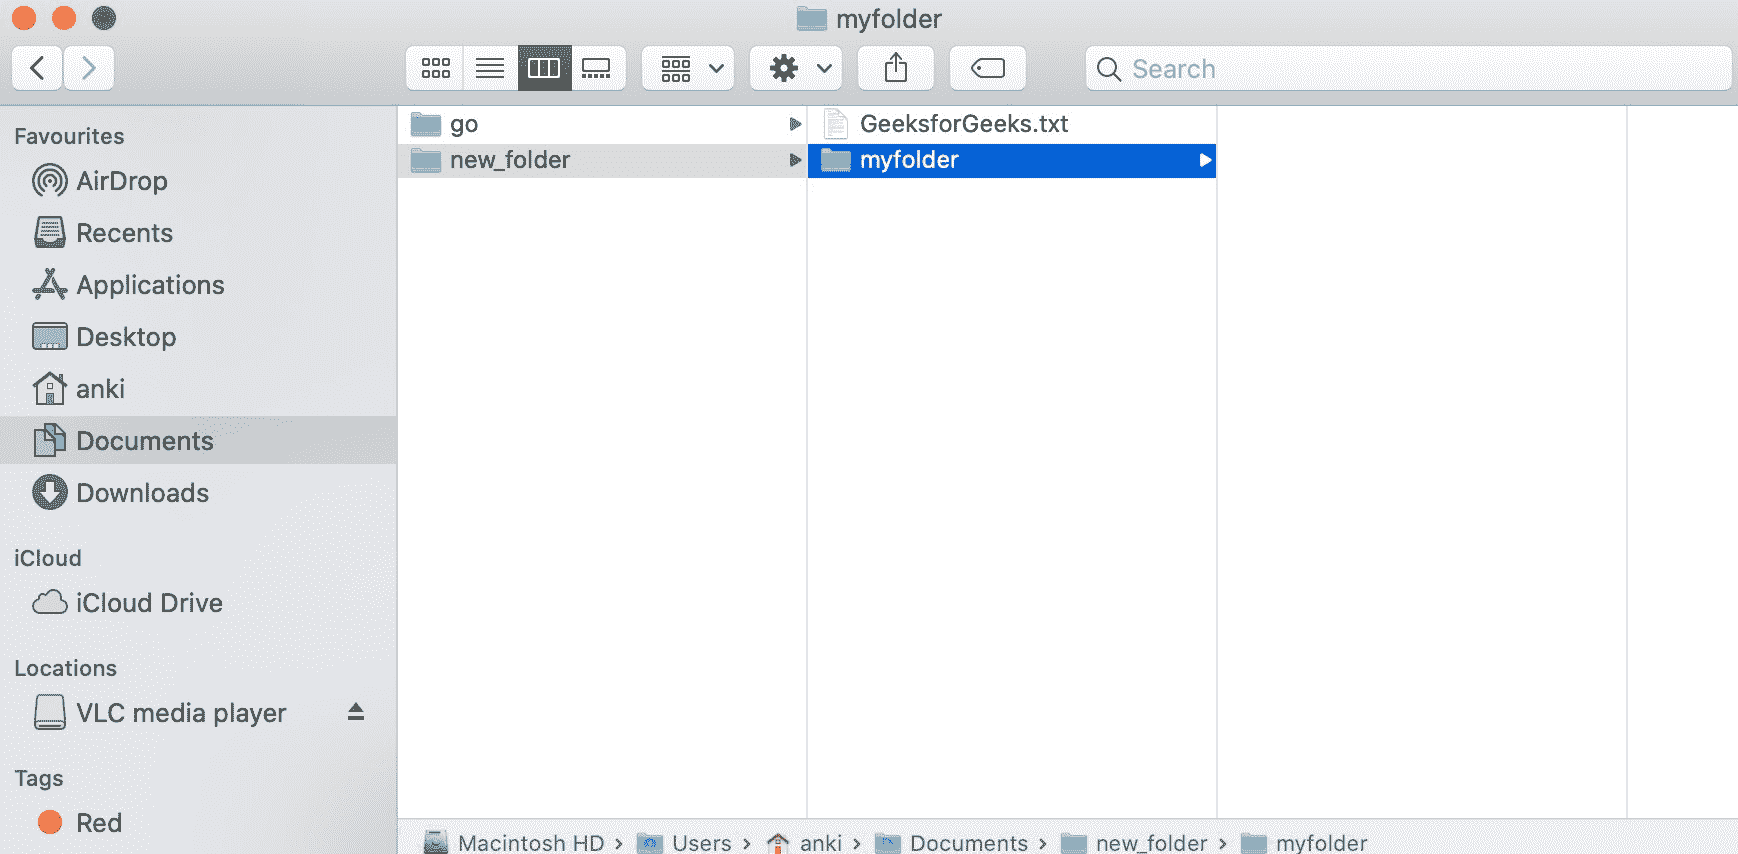 myfolder
Search
Favourites
AirDrop
Recents
Applications
Desktop
anki
Documents
Downloads
iCloud
iCloud Drive
Locations
VLC media player
Tags
Red
go
new_folder
GeeksforGeeks.txt
myfolder
Macintosh HD › Users › anki › Documents › new_folder › myfolder